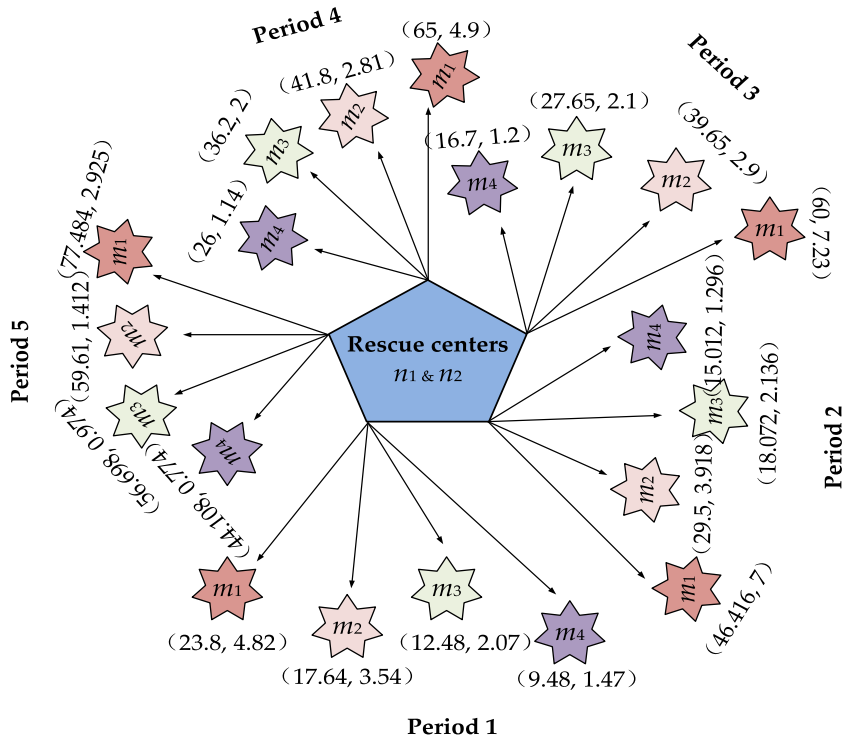 Period 4
(65, 4.9)
m1
(41.8, 2.81)
m2
(36.2, 2)
m3
(26, 1.14)
m4
Period 3
(16.7, 1.2)
m4
(27.65, 2.1)
m3
(39.65, 2.9)
m2
(60, 7.23)
m1
Rescue centers
n1 & n2
Period 5
(77.484, 2.925)
m1
(59.61, 1.412)
m2
(56.698, 0.974)
m3
(44.108, 0.774)
m4
Period 2
(15.012, 1.296)
m4
(18.072, 2.136)
m3
(29.5, 3.918)
m2
(46.416, 7)
m1
m1
(23.8, 4.82)
m2
(17.64, 3.54)
m3
(12.48, 2.07)
m4
(9.48, 1.47)
Period 1